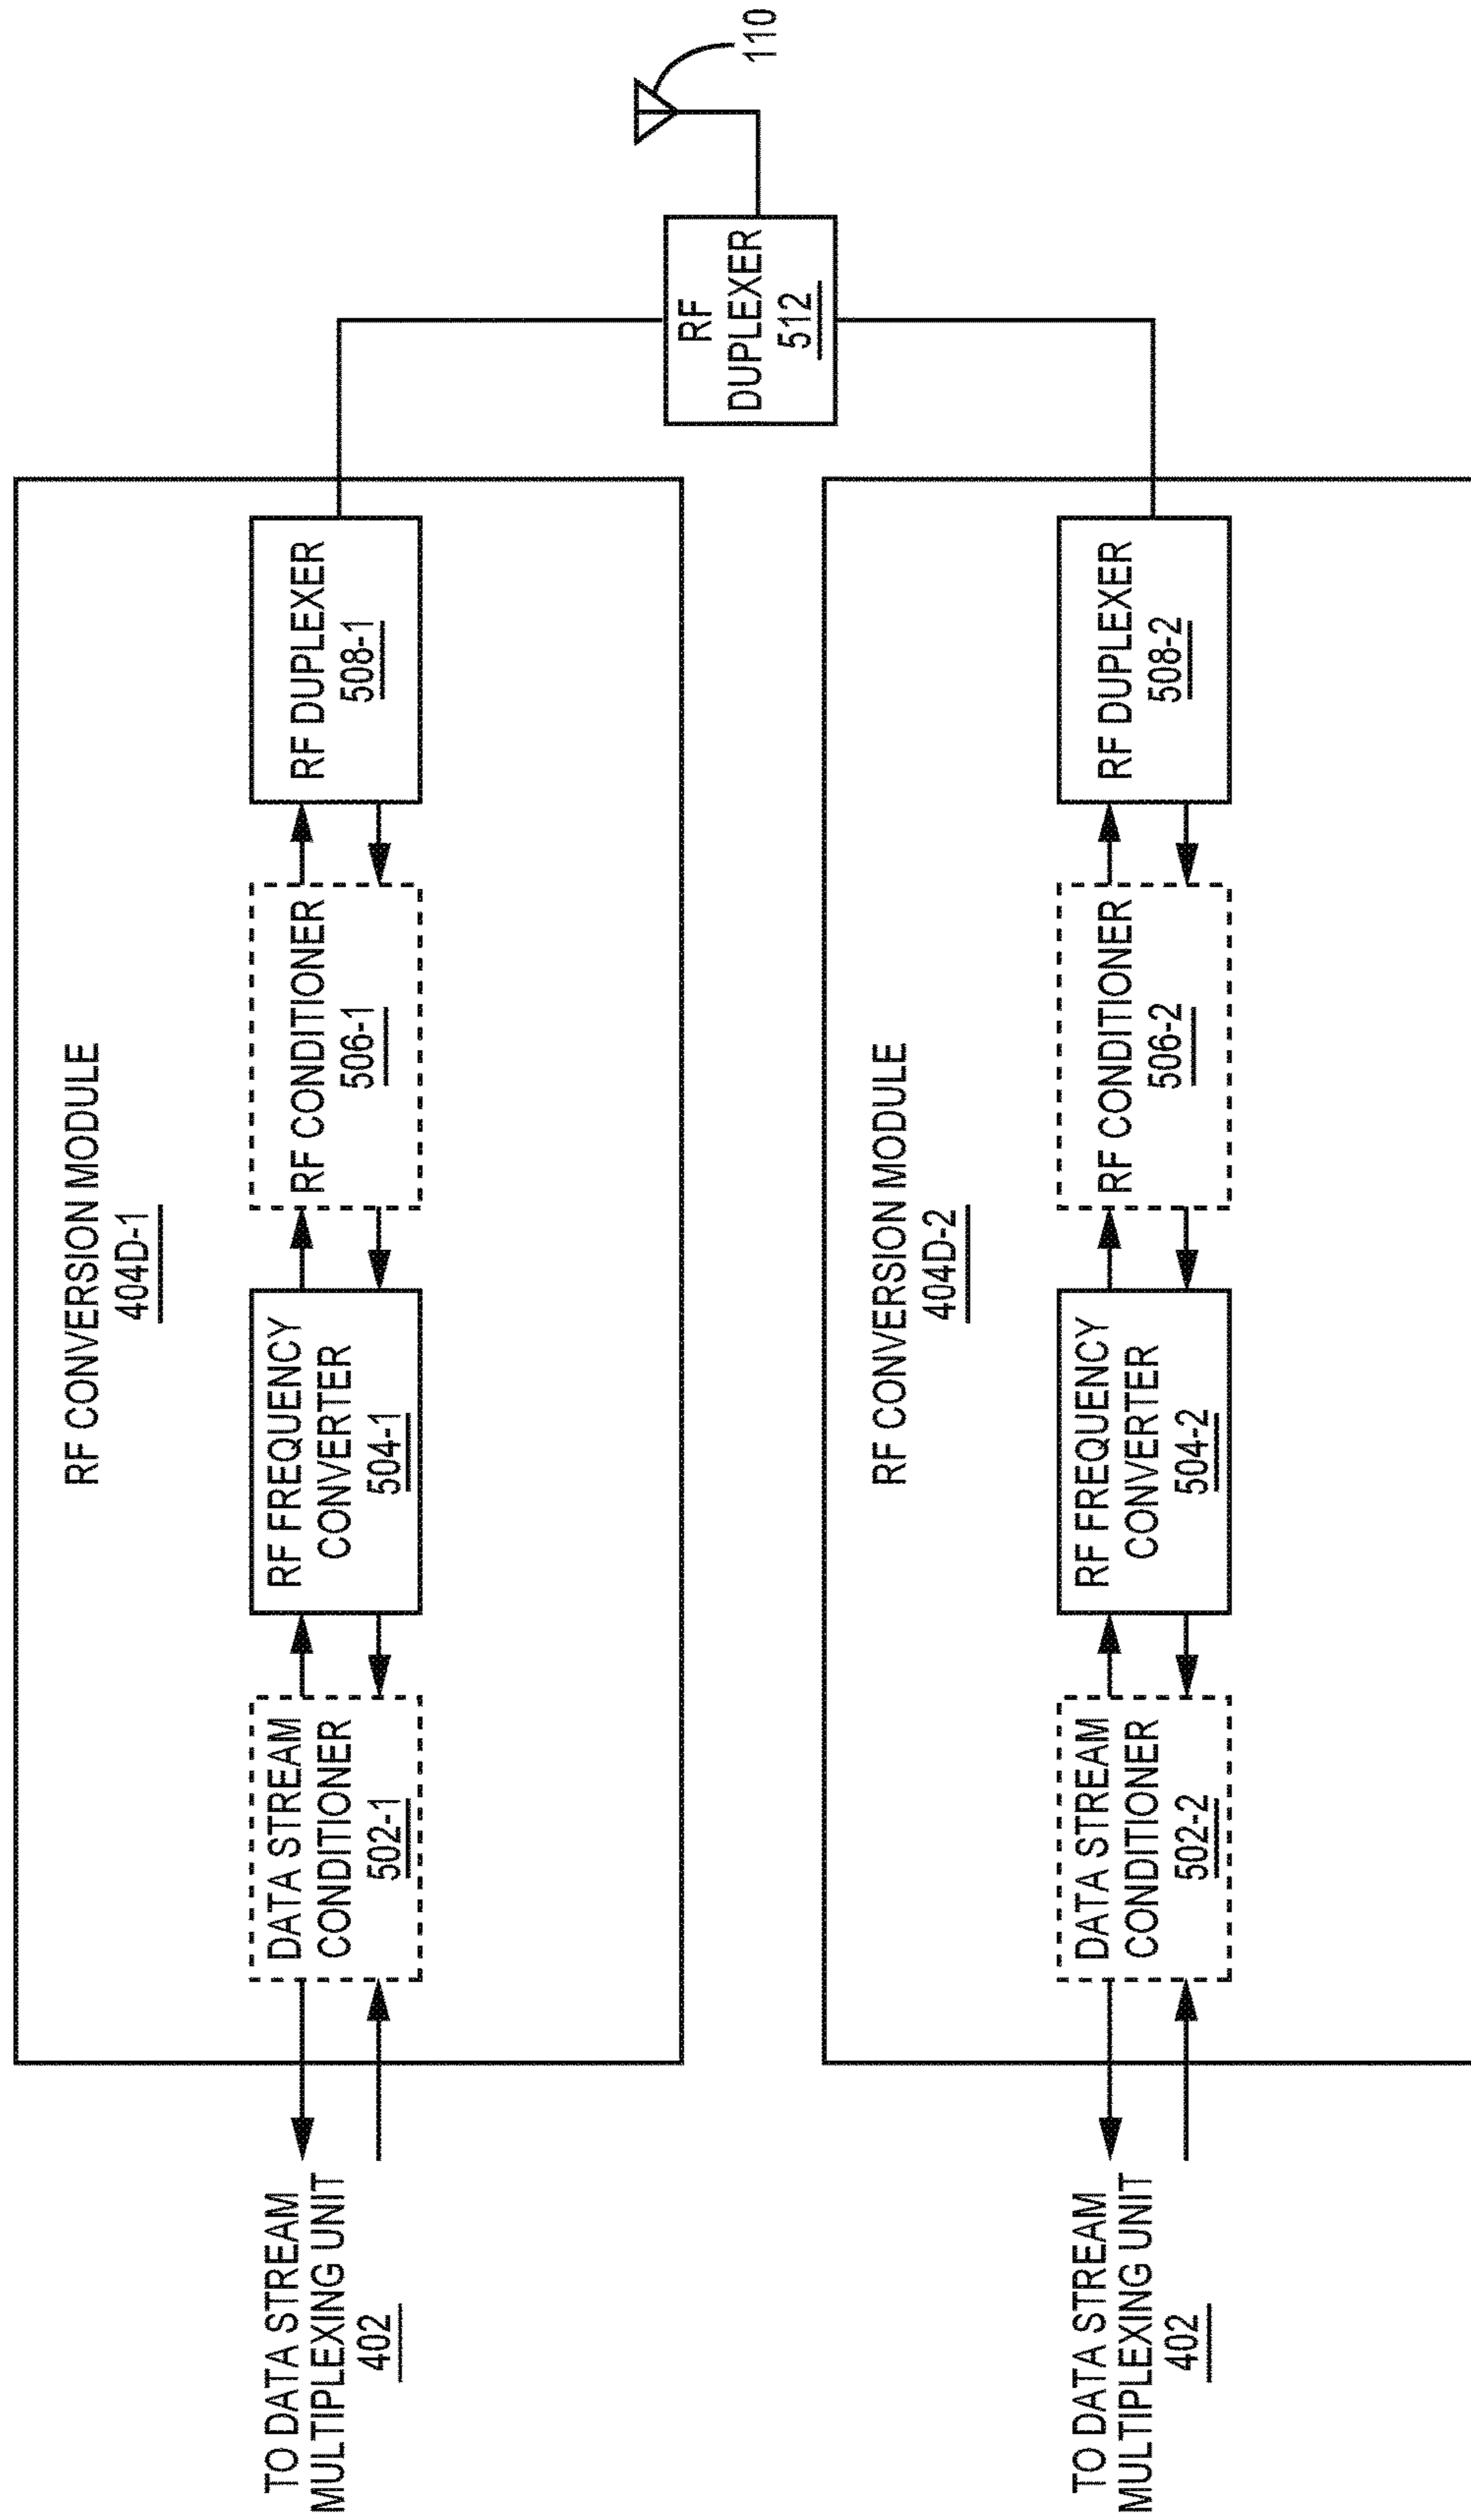 RF CONVERSION MODULE
404D-1
TO DATA STREAM
MULTIPLEXING UNIT
402
DATA STREAM
CONDITIONER
502-1
RF FREQUENCY
CONVERTER
504-1
RF CONDITIONER
506-1
RF DUPLEXER
508-1
RF
DUPLEXER
512
110
RF CONVERSION MODULE
404D-2
TO DATA STREAM
MULTIPLEXING UNIT
402
DATA STREAM
CONDITIONER
502-2
RF FREQUENCY
CONVERTER
504-2
RF CONDITIONER
506-2
RF DUPLEXER
508-2